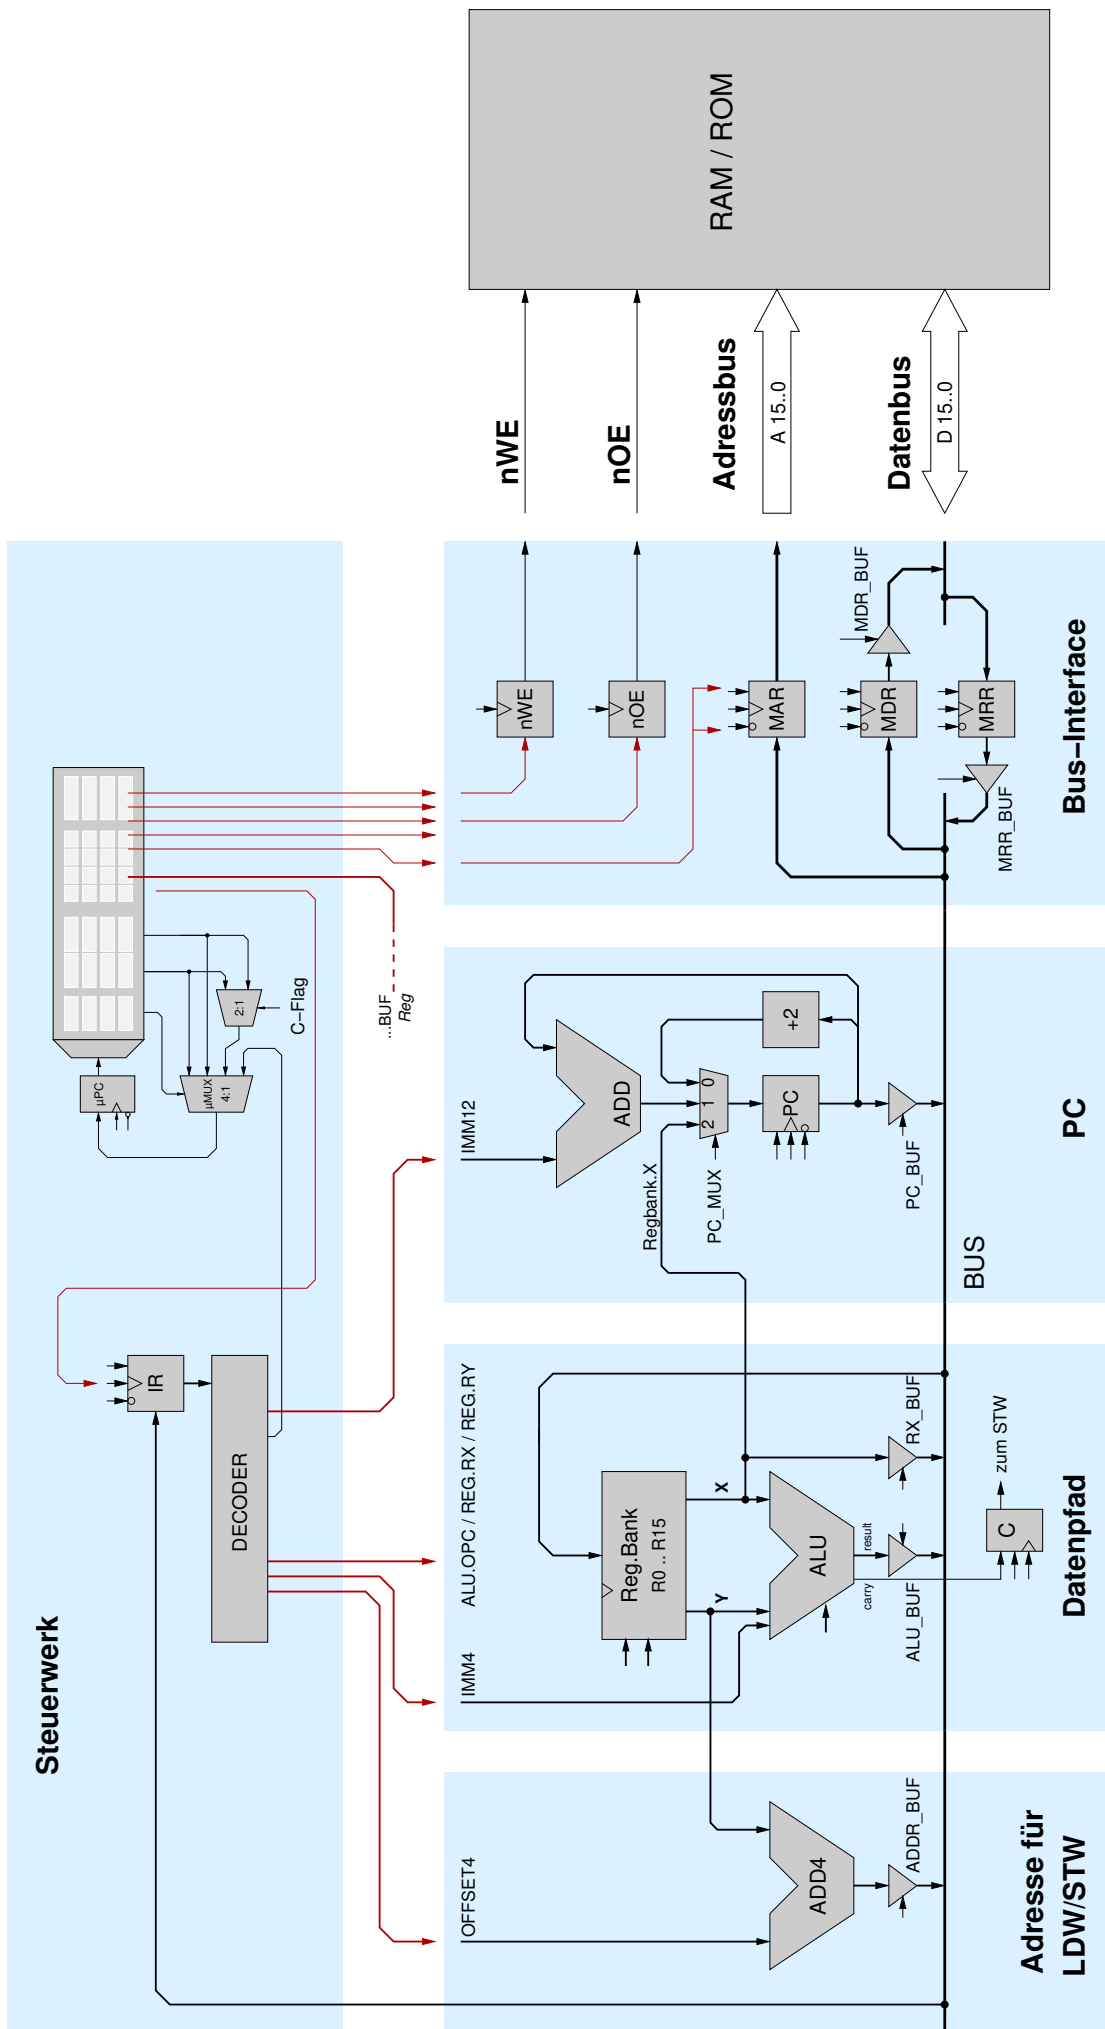 Steuerwerk
DECODER
IR
µPC
µMUX
4:1
2:1
C–Flag
...BUF
Reg
OFFSET4
ADD4
ADDR_BUF
Adresse für
LDW/STW
IMM4
ALU.OPC / REG.RX / REG.RY
Reg.Bank
R0 .. R15
Y
X
ALU
carry
result
ALU_BUF
RX_BUF
C
zum STW
Datenpfad
IMM12
ADD
Regbank.X
PC_MUX
2 1 0
+2
PC
PC_BUF
BUS
PC
nWE
nOE
MAR
MDR
MDR_BUF
MRR
MRR_BUF
Bus–Interface
nWE
nOE
Adressbus
A 15..0
Datenbus
D 15..0
RAM / ROM